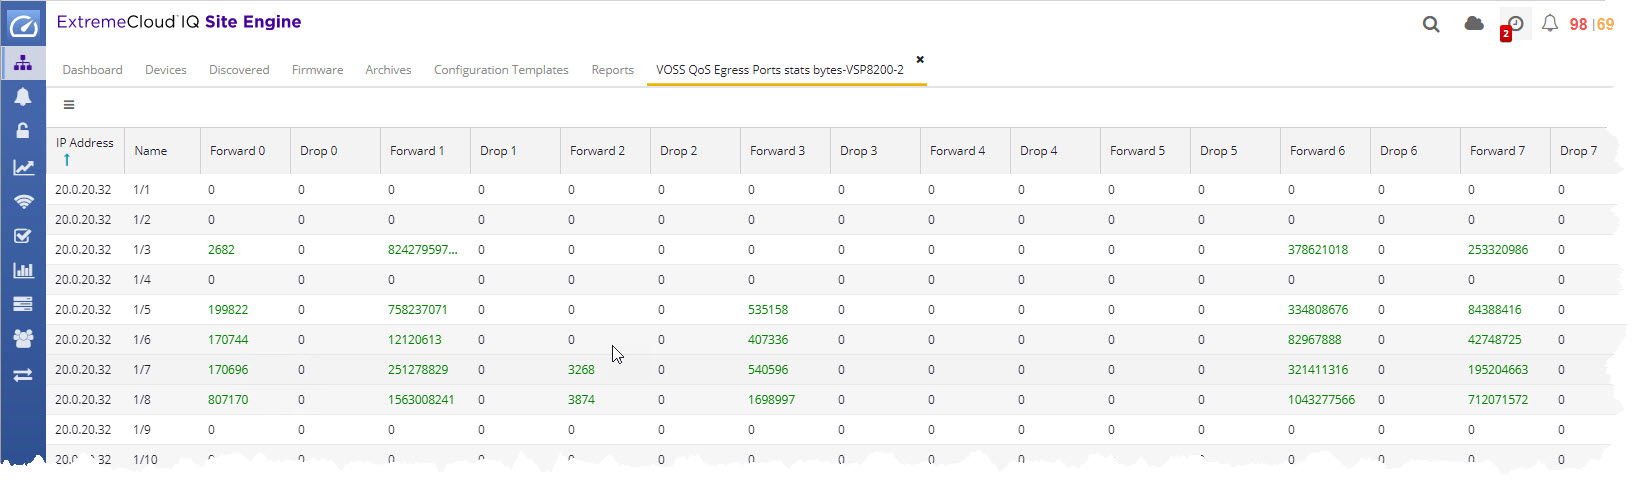 ExtremeCloud IQ Site Engine
2
98 | 69
Dashboard Devices Discovered Firmware Archives Configuration Templates Reports VOSS QoS Egress Ports stats bytes-VSP8200-2
IP Address Name Forward 0 Drop 0 Forward 1 Drop 1 Forward 2 Drop 2 Forward 3 Drop 3 Forward 4 Drop 4 Forward 5 Drop 5 Forward 6 Drop 6 Forward 7 Drop 7
20.0.20.32 1/1 0 0 0 0 0 0 0 0 0 0 0 0 0 0 0 0
20.0.20.32 1/2 0 0 0 0 0 0 0 0 0 0 0 0 0 0 0 0
20.0.20.32 1/3 2682 0 824279597... 0 0 0 0 0 0 0 0 0 378621018 0 253320986 0
20.0.20.32 1/4 0 0 0 0 0 0 0 0 0 0 0 0 0 0 0 0
20.0.20.32 1/5 199822 0 758237071 0 0 0 535158 0 0 0 0 0 334808676 0 84388416 0
20.0.20.32 1/6 170744 0 12120613 0 0 0 407336 0 0 0 0 0 82967888 0 42748725 0
20.0.20.32 1/7 170696 0 251278829 0 3268 0 540596 0 0 0 0 0 321411316 0 195204663 0
20.0.20.32 1/8 807170 0 1563008241 0 3874 0 1698997 0 0 0 0 0 1043277566 0 712071572 0
20.0.20.32 1/9 0 0 0 0 0 0 0 0 0 0 0 0 0 0 0 0
20.0.20.32 1/10 0 0 0 0 0 0 0 0 0 0 0 0 0 0 0 0